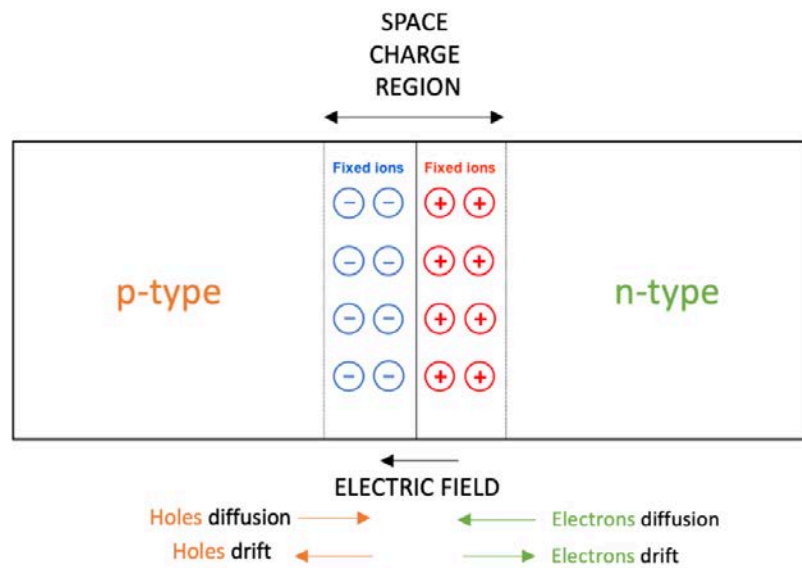 SPACE
CHARGE
REGION
Fixed ions Fixed ions
− − + +
− − + +
− − + +
− − + +
p-type n-type
ELECTRIC FIELD
Holes diffusion Electrons diffusion
Holes drift Electrons drift